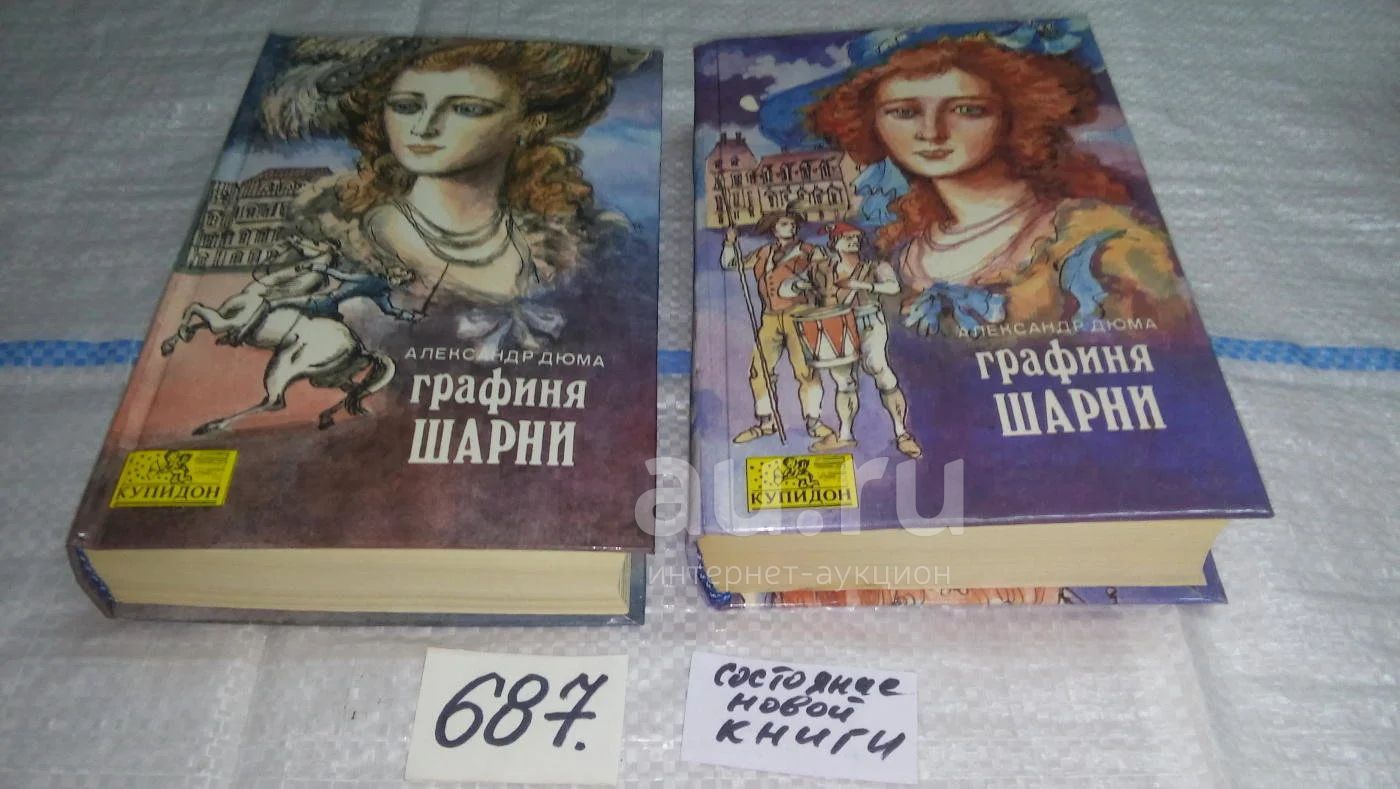 АЛЕКСАНДР ДЮМА
графиня
ШАРНИ
КУПИДОН
АЛЕКСАНДР ДЮМА
графиня
ШАРНИ
КУПИДОН
au.ru
интернет-аукцион
687.
состояние
новой
книги